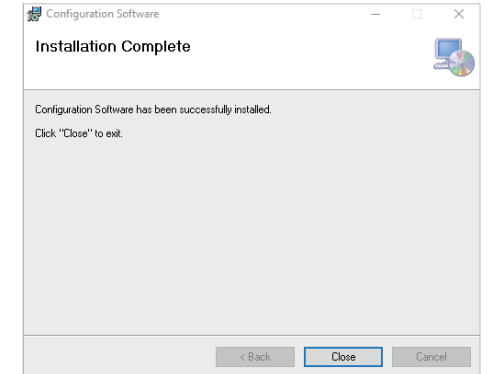 Configuration Software
Installation Complete
Configuration Software has been successfully installed.
Click "Close" to exit.
< Back
Close
Cancel